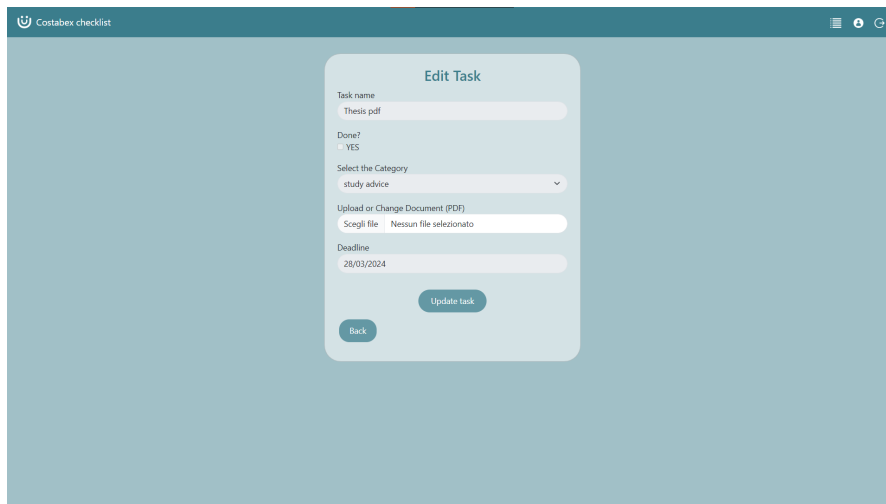 Costabex checklist
Edit Task
Task name
Thesis pdf
Done?
YES
Select the Category
study advice
Upload or Change Document (PDF)
Scegli file Nessun file selezionato
Deadline
28/03/2024
Update task
Back